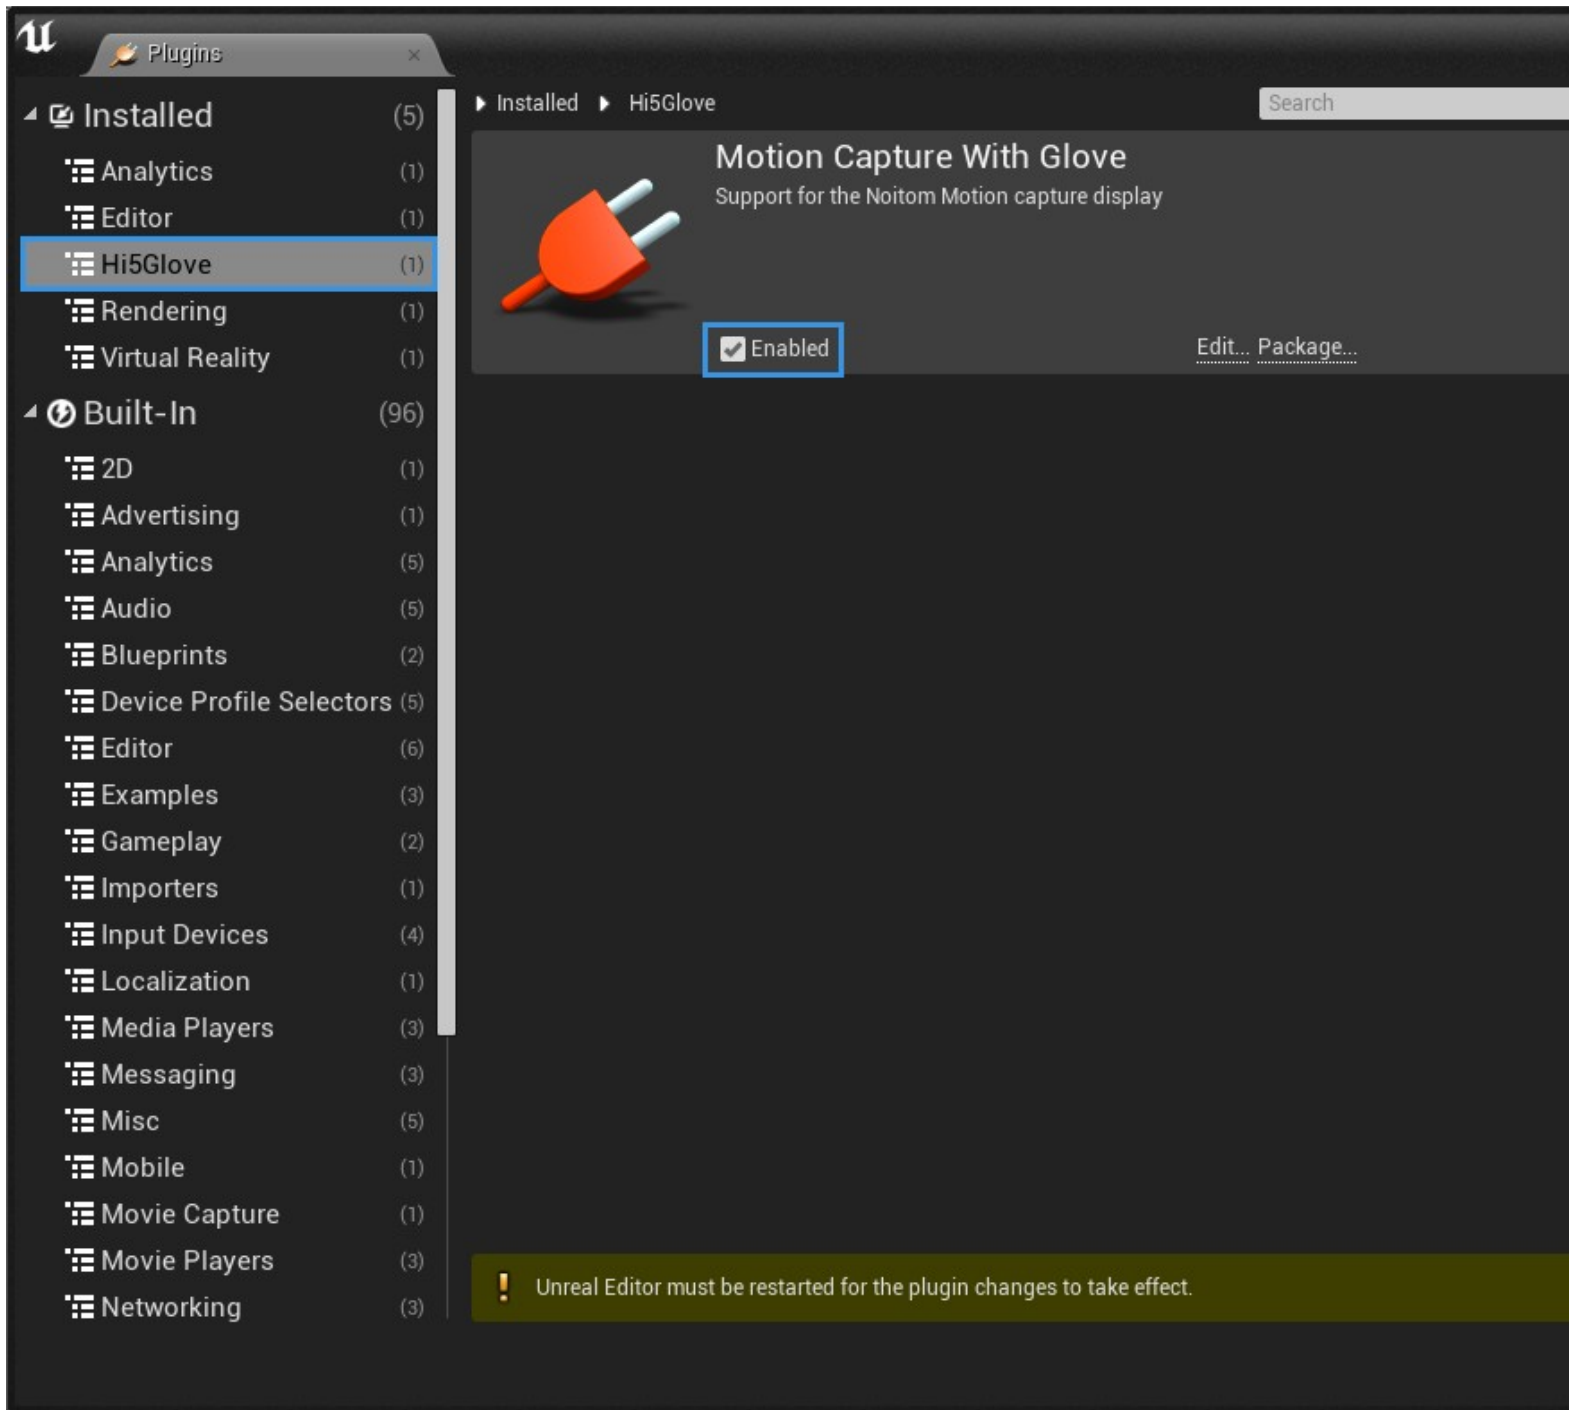 Plugins
Installed (5)
Analytics (1)
Editor (1)
Hi5Glove (1)
Rendering (1)
Virtual Reality (1)
Built-In (96)
2D (1)
Advertising (1)
Analytics (5)
Audio (5)
Blueprints (2)
Device Profile Selectors (5)
Editor (6)
Examples (3)
Gameplay (2)
Importers (1)
Input Devices (4)
Localization (1)
Media Players (3)
Messaging (3)
Misc (5)
Mobile (1)
Movie Capture (1)
Movie Players (3)
Networking (3)
Installed Hi5Glove
Search
Motion Capture With Glove
Support for the Noitom Motion capture display
Enabled
Edit... Package...
Unreal Editor must be restarted for the plugin changes to take effect.